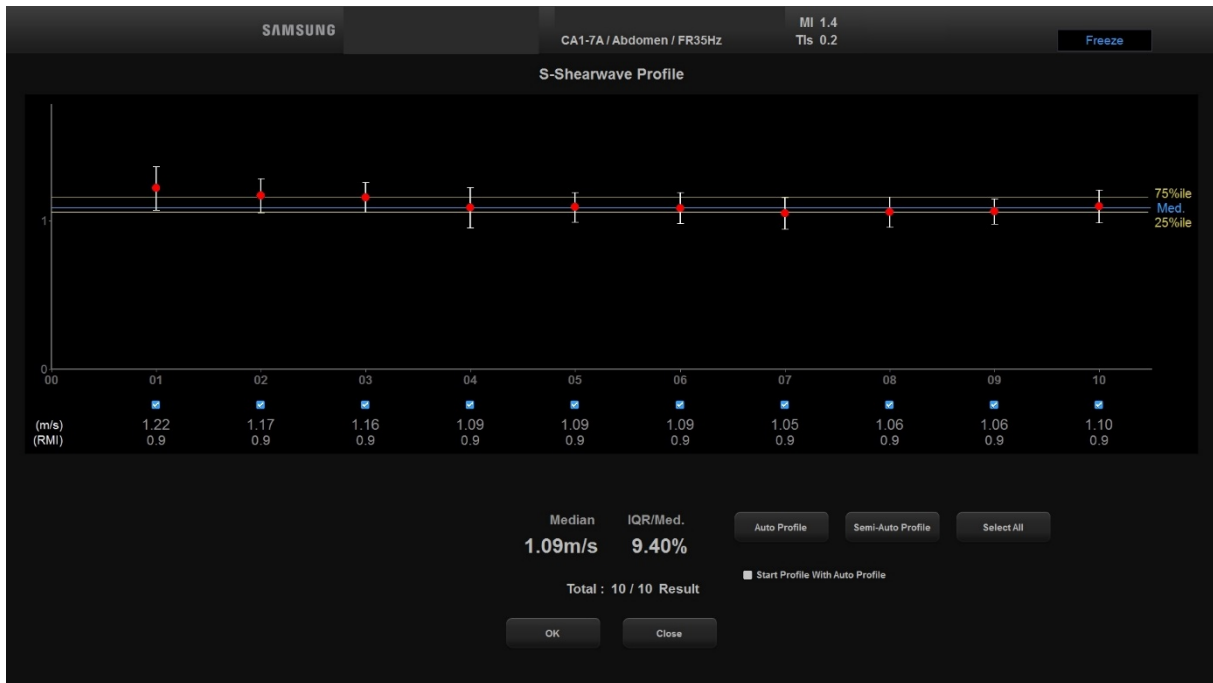 SAMSUNG
CA1-7A / Abdomen / FR35Hz
MI 1.4
TIs 0.2
Freeze
S-Shearwave Profile
75%ile
Med.
25%ile
1
0
00 01 02 03 04 05 06 07 08 09 10
(m/s) 1.22 1.17 1.16 1.09 1.09 1.09 1.05 1.06 1.06 1.10
(RMI) 0.9 0.9 0.9 0.9 0.9 0.9 0.9 0.9 0.9 0.9
Median IQR/Med.
1.09m/s 9.40%
Auto Profile Semi-Auto Profile Select All
Start Profile With Auto Profile
Total : 10 / 10 Result
OK Close